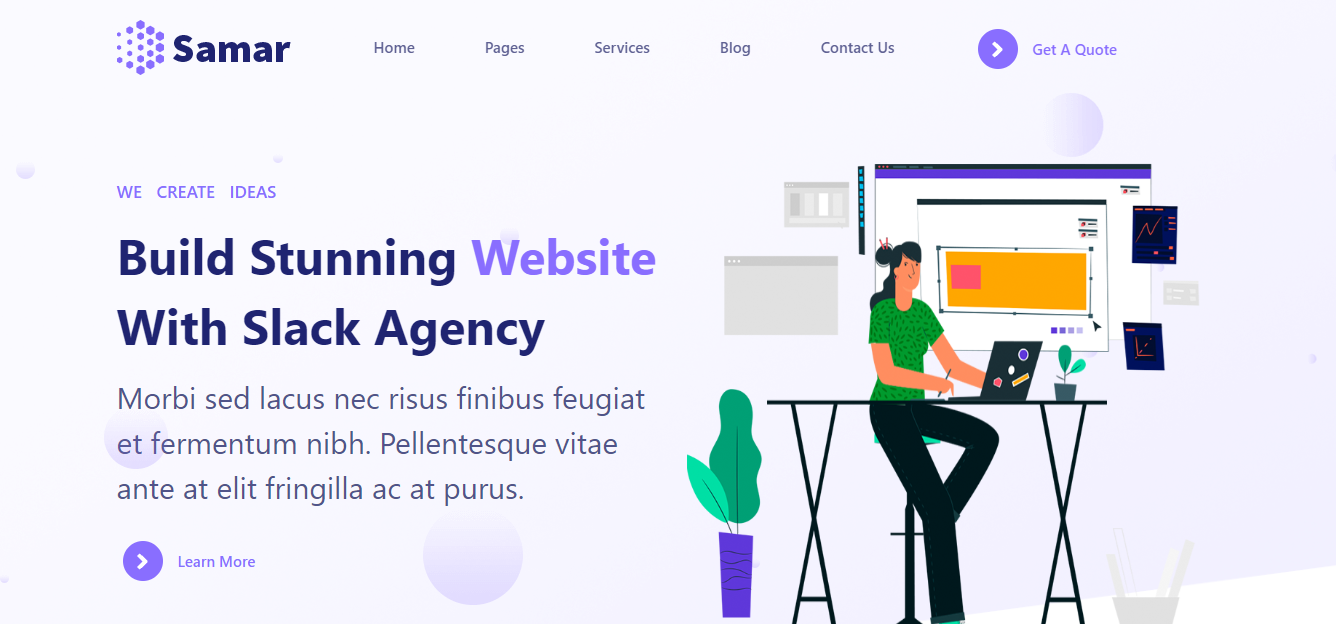 Samar
Home Pages Services Blog Contact Us
Get A Quote
WE CREATE IDEAS
Build Stunning Website
With Slack Agency
Morbi sed lacus nec risus finibus feugiat
et fermentum nibh. Pellentesque vitae
ante at elit fringilla ac at purus.
Learn More